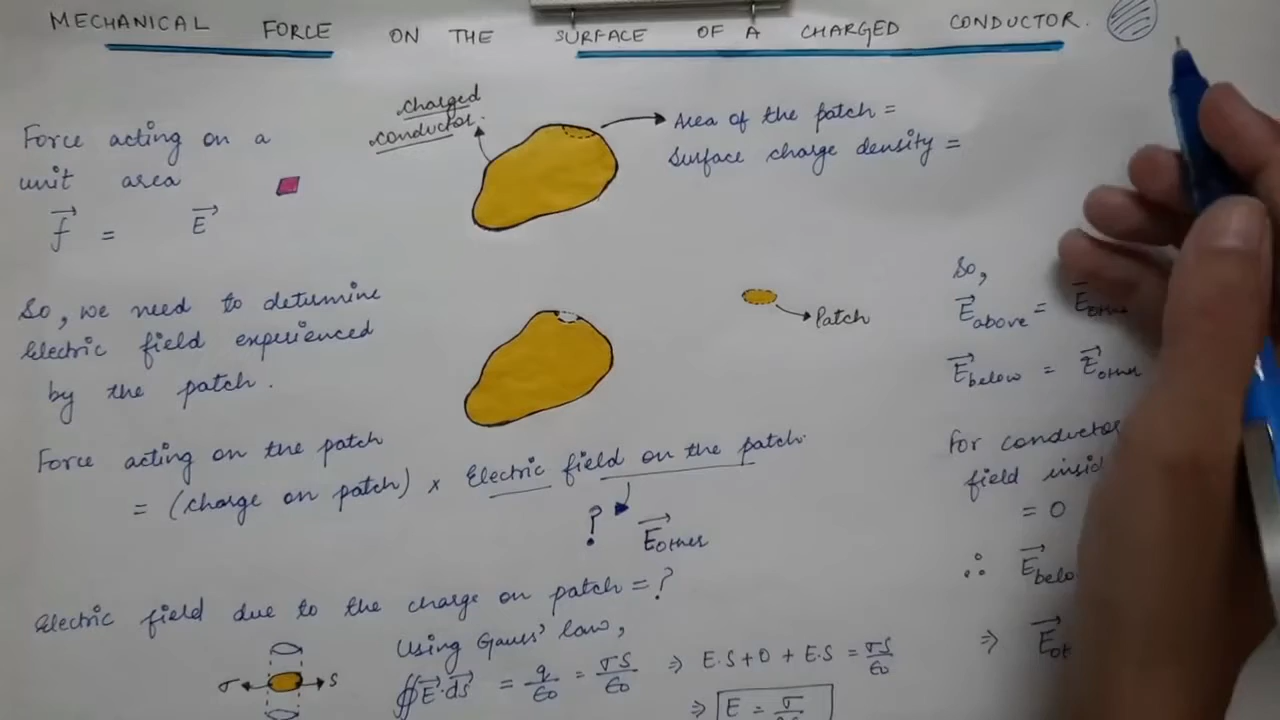 MECHANICAL FORCE ON THE SURFACE OF A CHARGED CONDUCTOR.
charged
conductor.
Area of the patch =
Surface charge density =
Force acting on a
unit area
f = E
So, we need to determine
Electric field experienced
by the patch.
Patch
Force acting on the patch
= (charge on patch) × Electric field on the patch.
?
E other
Electric field due to the charge on patch = ?
σ S
Using Gauss' law,
∯ E · ds = q/ε0 = σS/ε0 ⇒ E.S + 0 + E.S = σS/ε0
⇒ E = σ
So,
E above = E other
E below = E other
For conductor
field
= 0
∴ E
⇒ E